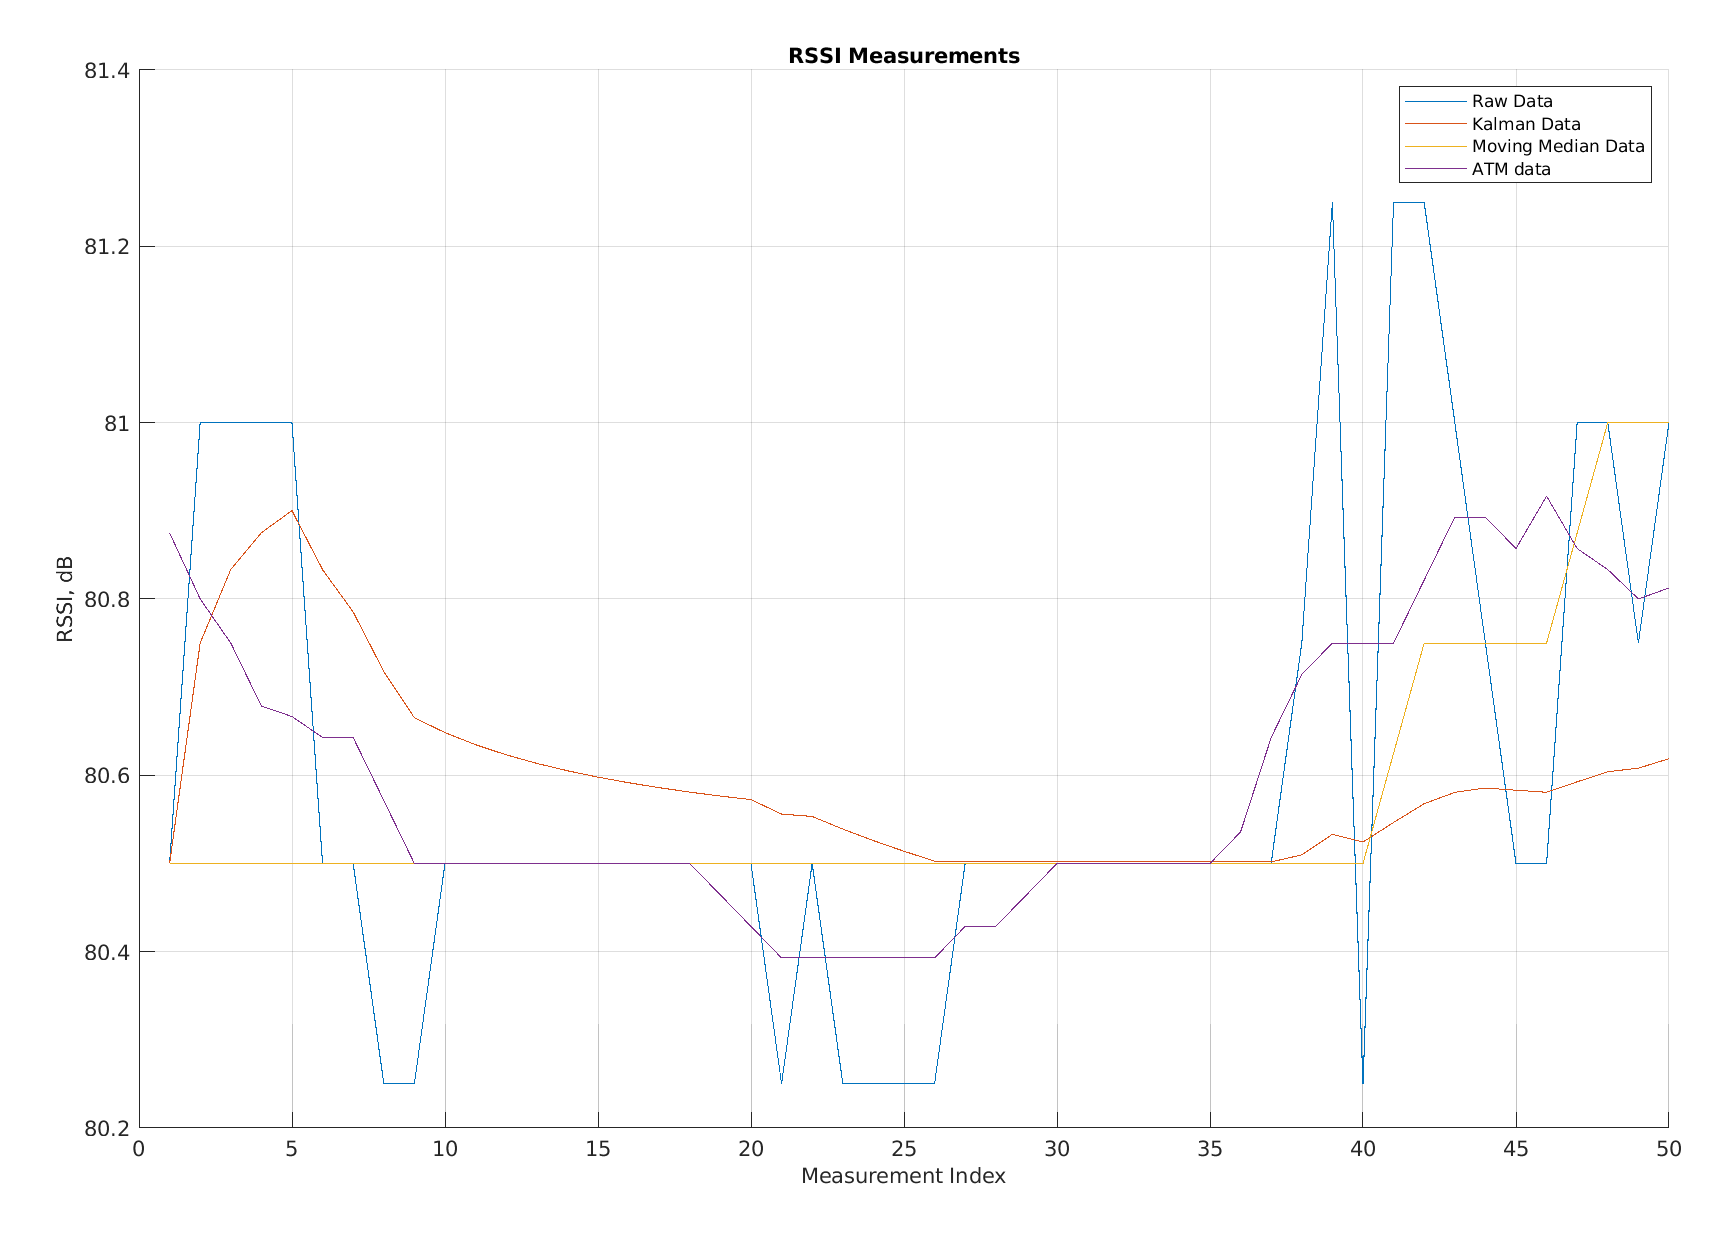 RSSI Measurements
81.4
81.2
81
80.8
80.6
80.4
80.2
RSSI, dB
Raw Data
Kalman Data
Moving Median Data
ATM data
0 5 10 15 20 25 30 35 40 45 50
Measurement Index